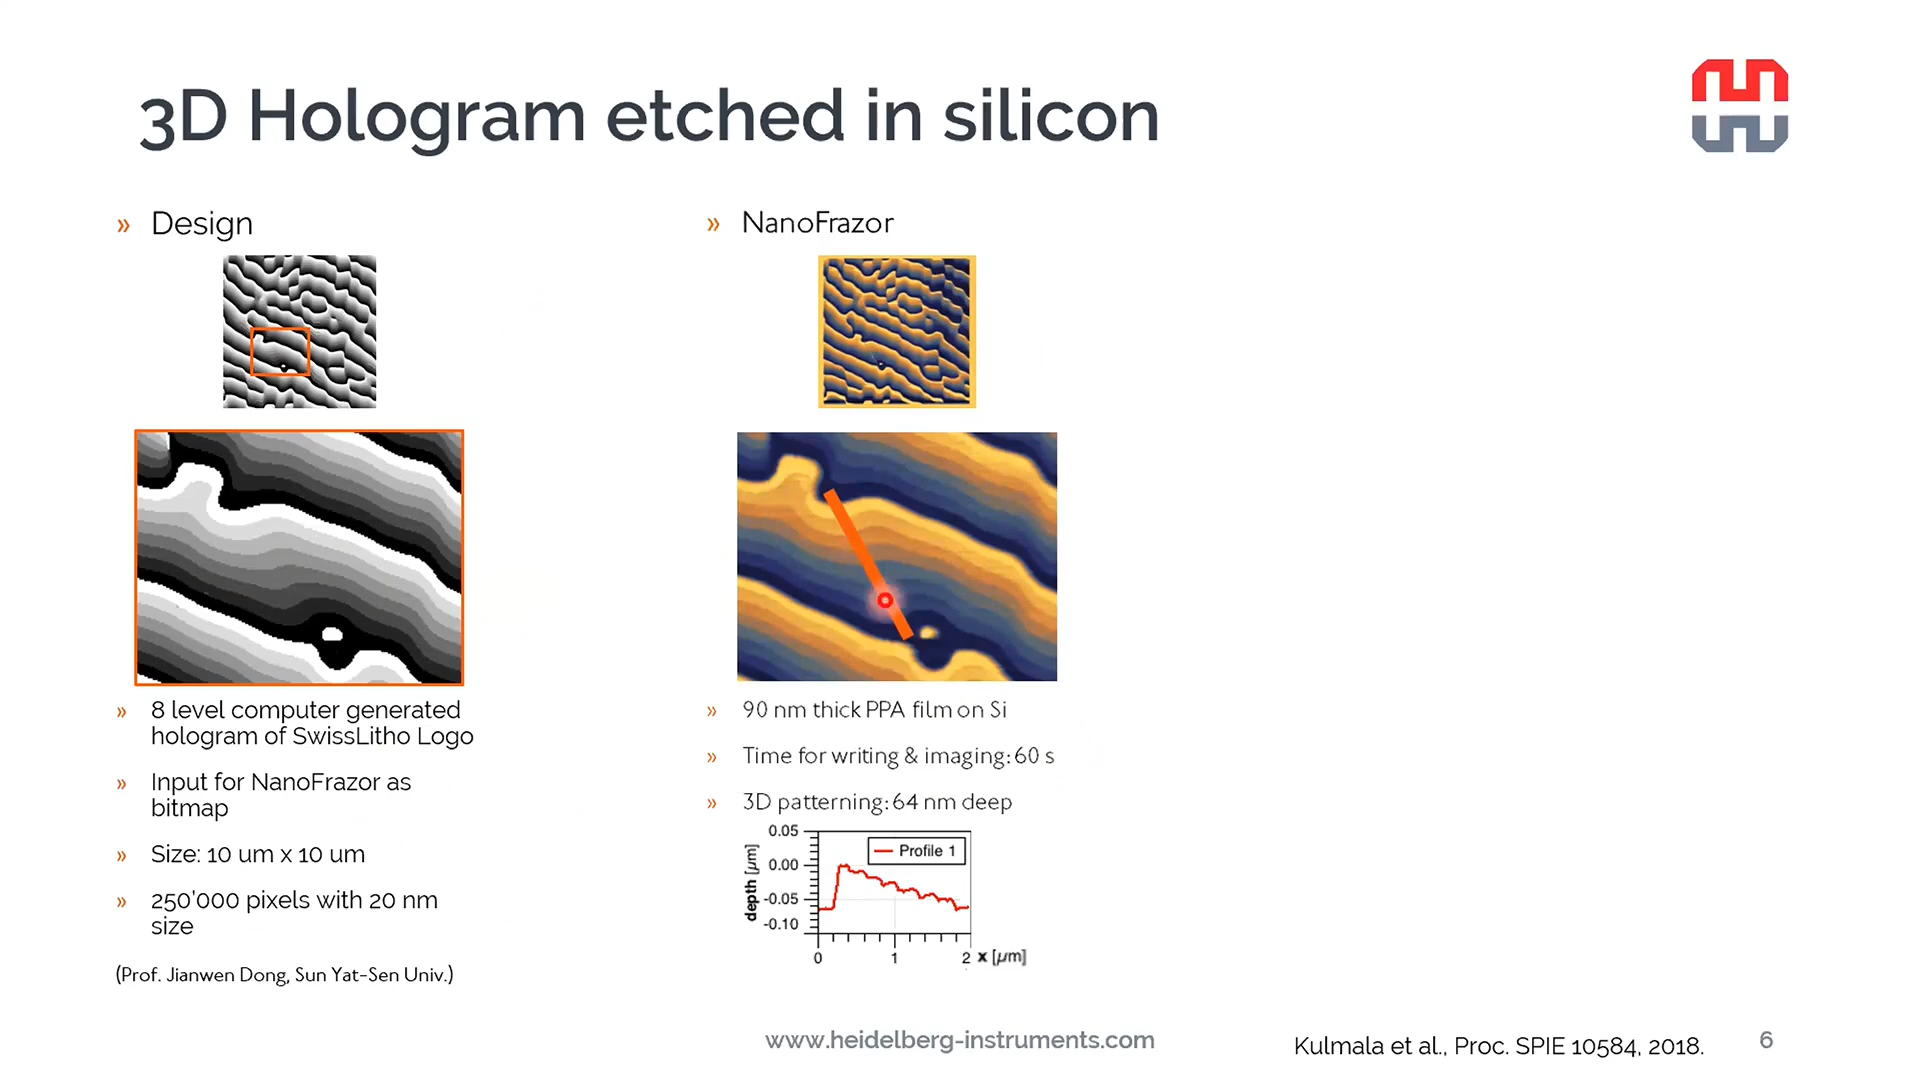 3D Hologram etched in silicon
» Design
» 8 level computer generated
hologram of SwissLitho Logo
» Input for NanoFrazor as
bitmap
» Size: 10 um x 10 um
» 250'000 pixels with 20 nm
size
(Prof. Jianwen Dong, Sun Yat-Sen Univ.)
» NanoFrazor
» 90 nm thick PPA film on Si
» Time for writing & imaging: 60 s
» 3D patterning: 64 nm deep
0.05
0.00
-0.05
-0.10
depth [µm]
Profile 1
0 1 2 x [µm]
www.heidelberg-instruments.com
Kulmala et al., Proc. SPIE 10584, 2018.
6